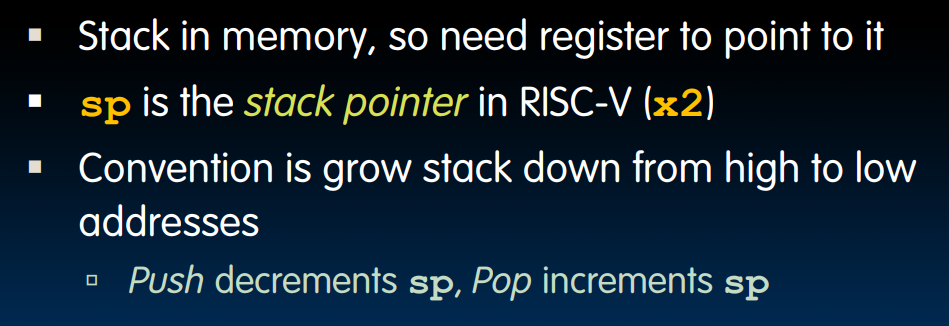 Stack in memory, so need register to point to it
sp is the stack pointer in RISC-V (x2)
Convention is grow stack down from high to low
addresses
Push decrements sp, Pop increments sp